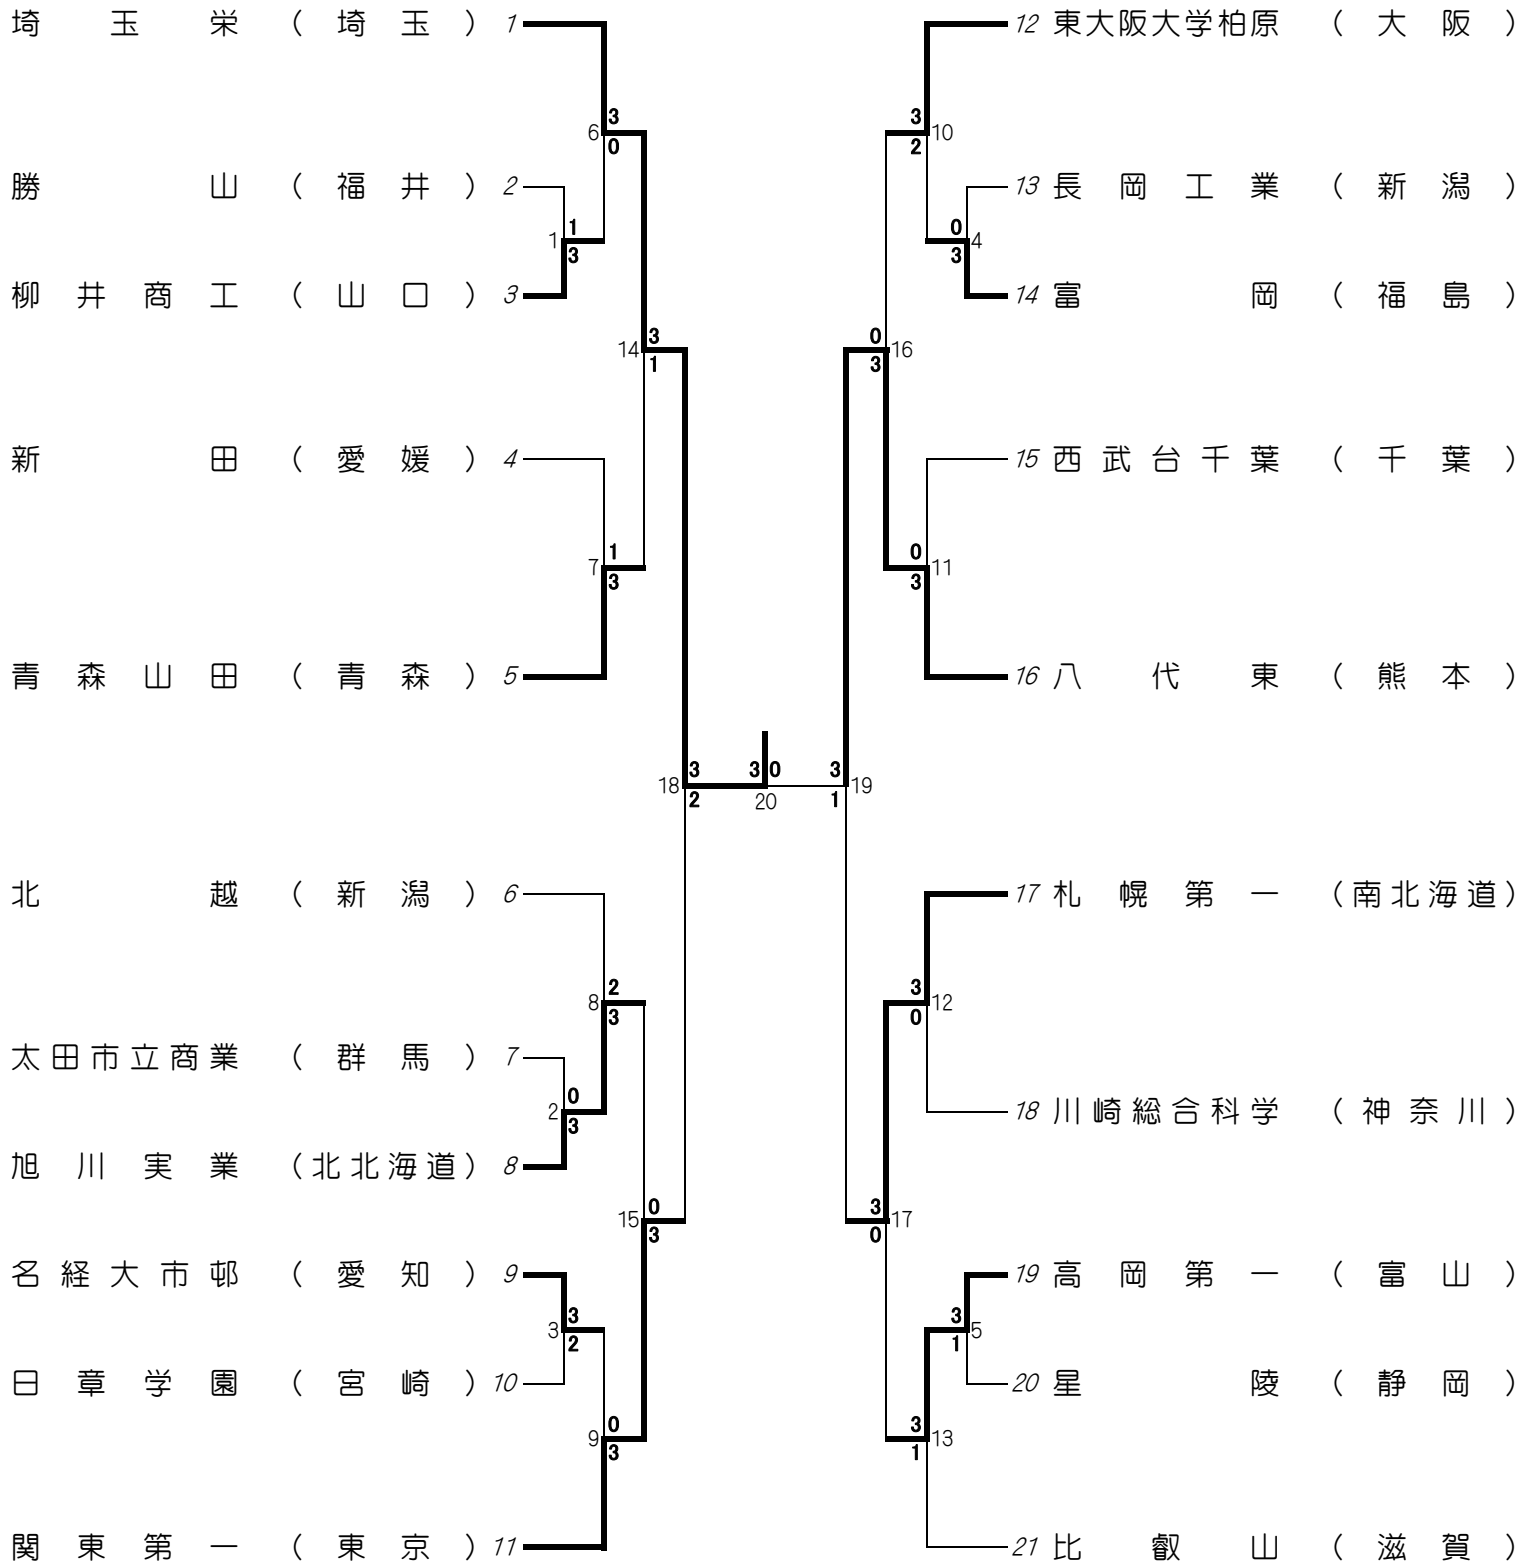 埼玉栄（埼玉） 1
12 東大阪大学柏原（大阪）
3
6
0
3
10
2
勝山（福井） 2
13 長岡工業（新潟）
1
1
3
0
4
3
柳井商工（山口） 3
14 富岡（福島）
3
14
1
0
16
3
新田（愛媛） 4
15 西武台千葉（千葉）
1
7
3
0
11
3
青森山田（青森） 5
16 八代東（熊本）
3
18
2
3 0
20
3
19
1
北越（新潟） 6
17 札幌第一（南北海道）
2
8
3
3
12
0
太田市立商業（群馬） 7
0
2
3
18 川崎総合科学（神奈川）
旭川実業（北北海道） 8
0
15
3
3
17
0
名経大市邨（愛知） 9
19 高岡第一（富山）
3
3
2
3
5
1
日章学園（宮崎） 10
20 星陵（静岡）
0
9
3
3
13
1
関東第一（東京） 11
21 比叡山（滋賀）